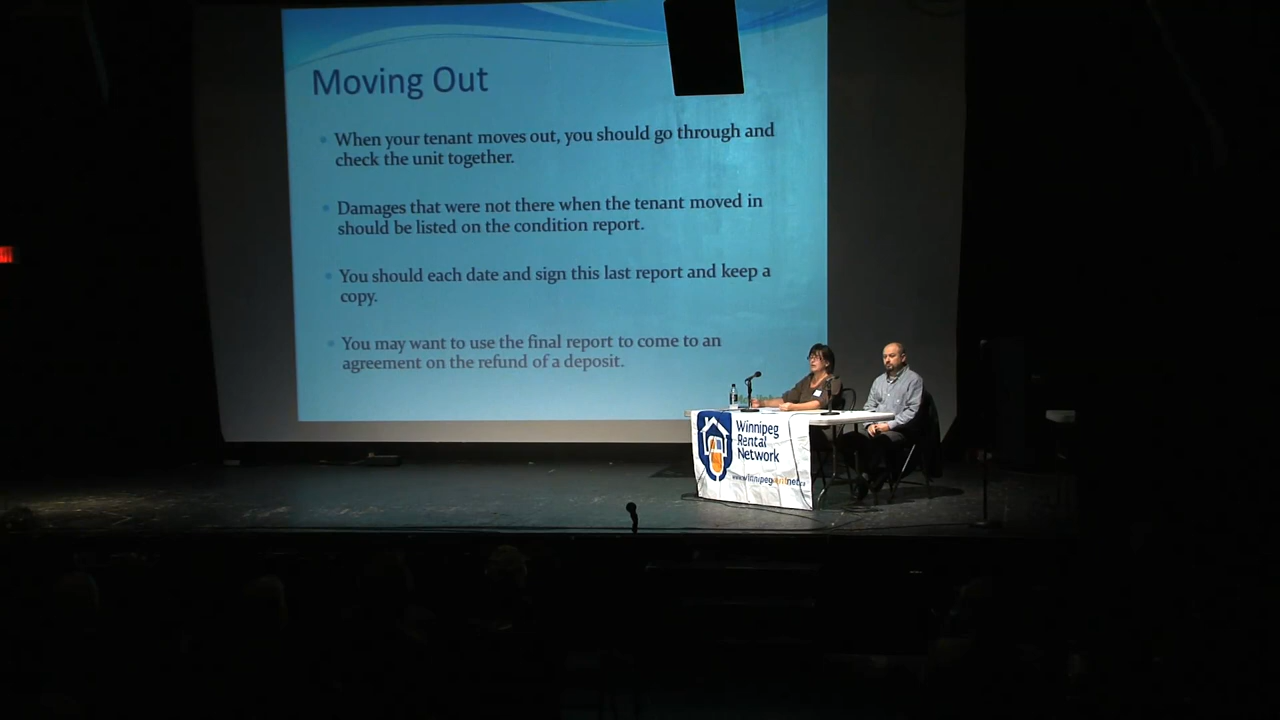 Moving Out
When your tenant moves out, you should go through and
check the unit together.
Damages that were not there when the tenant moved in
should be listed on the condition report.
You should each date and sign this last report and keep a
copy.
You may want to use the final report to come to an
agreement on the refund of a deposit.
Winnipeg
Rental
Network
www.winnipegrentnet.ca